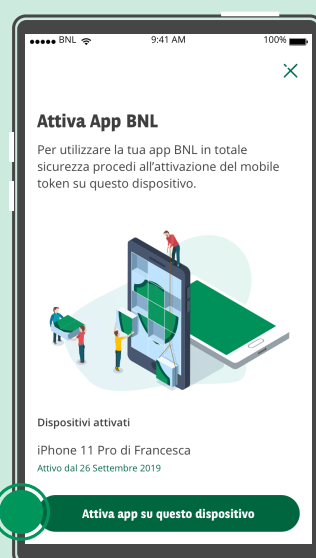 BNL 9:41 AM 100%
Attiva App BNL
Per utilizzare la tua app BNL in totale
sicurezza procedi all’attivazione del mobile
token su questo dispositivo.
Dispositivi attivati
iPhone 11 Pro di Francesca
Attivo dal 26 Settembre 2019
Attiva app su questo dispositivo